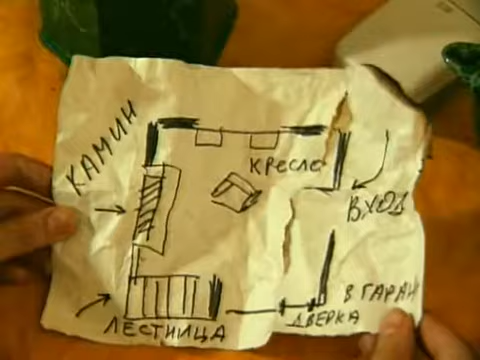 КАМИН
КРЕСЛО
ВХОД
В ГАРАЖ
ДВЕРКА
ЛЕСТНИЦА